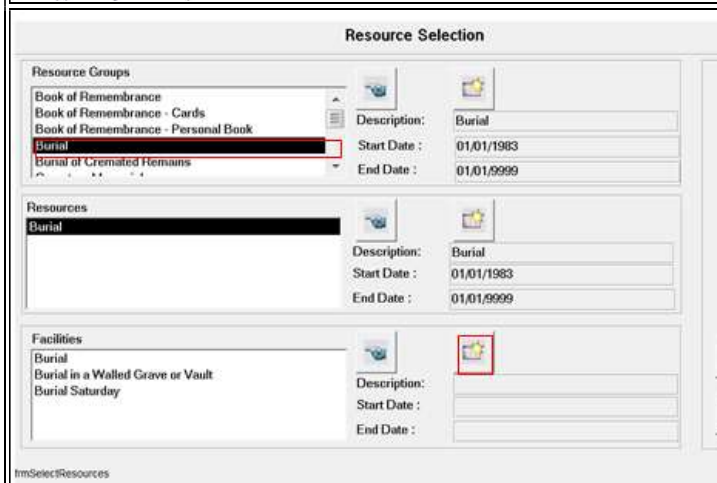 Resource Selection
Resource Groups
Book of Remembrance
Book of Remembrance - Cards
Book of Remembrance - Personal Book
Burial
Burial of Cremated Remains
Description: Burial
Start Date : 01/01/1983
End Date : 01/01/9999
Resources
Burial
Description: Burial
Start Date : 01/01/1983
End Date : 01/01/9999
Facilities
Burial
Burial in a Walled Grave or Vault
Burial Saturday
Description:
Start Date :
End Date :
frmSelectResources